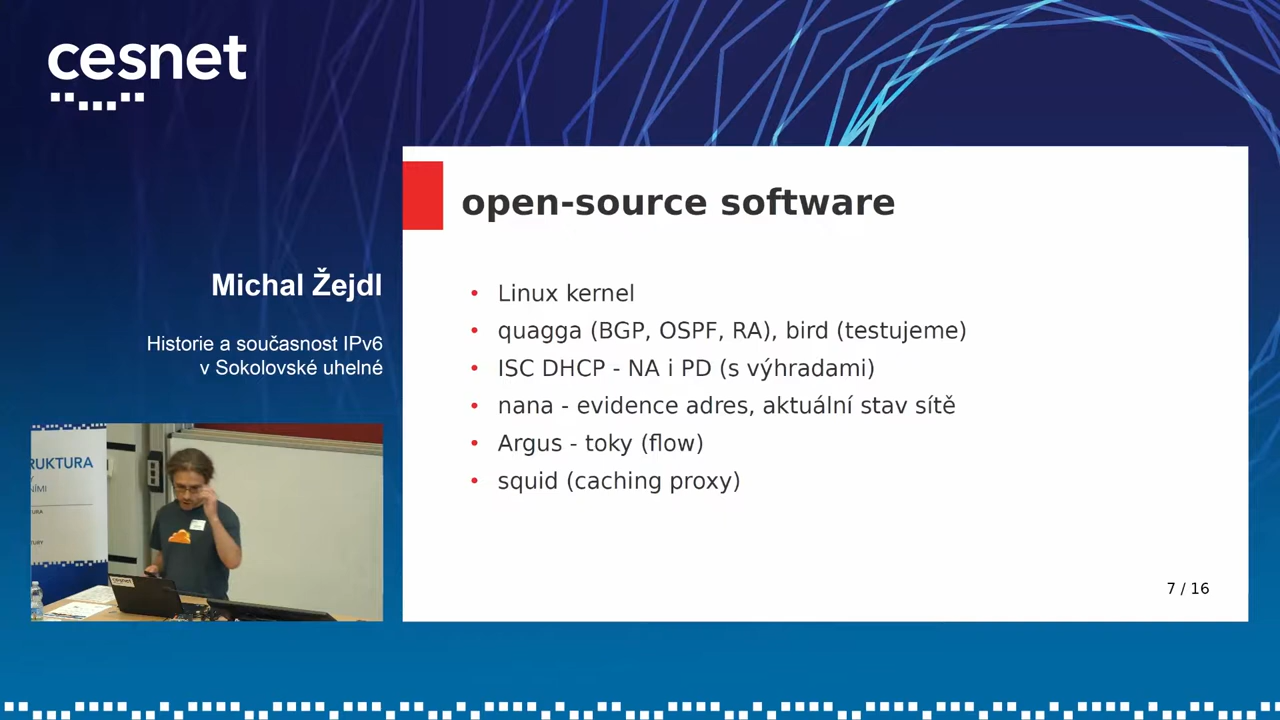 cesnet
open-source software
Michal Žejdl
Historie a současnost IPv6
v Sokolovské uhelné
• Linux kernel
• quagga (BGP, OSPF, RA), bird (testujeme)
• ISC DHCP - NA i PD (s výhradami)
• nana - evidence adres, aktuální stav sítě
• Argus - toky (flow)
• squid (caching proxy)
7 / 16
RUKTURA